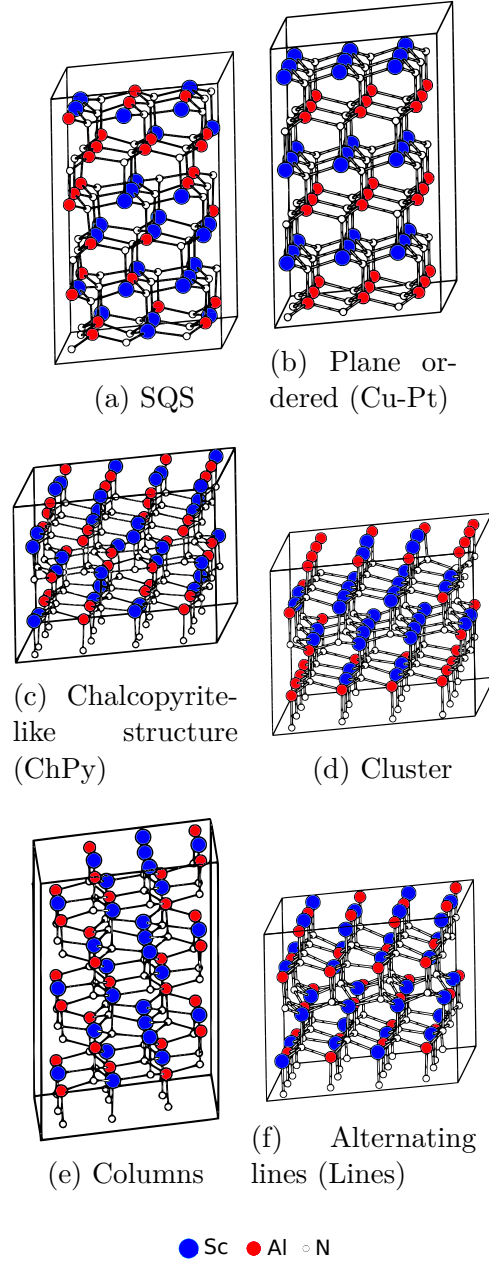 (a) SQS
(b) Plane or-
dered (Cu-Pt)
(c) Chalcopyrite-
like structure
(ChPy)
(d) Cluster
(e) Columns
(f) Alternating
lines (Lines)
Sc Al N